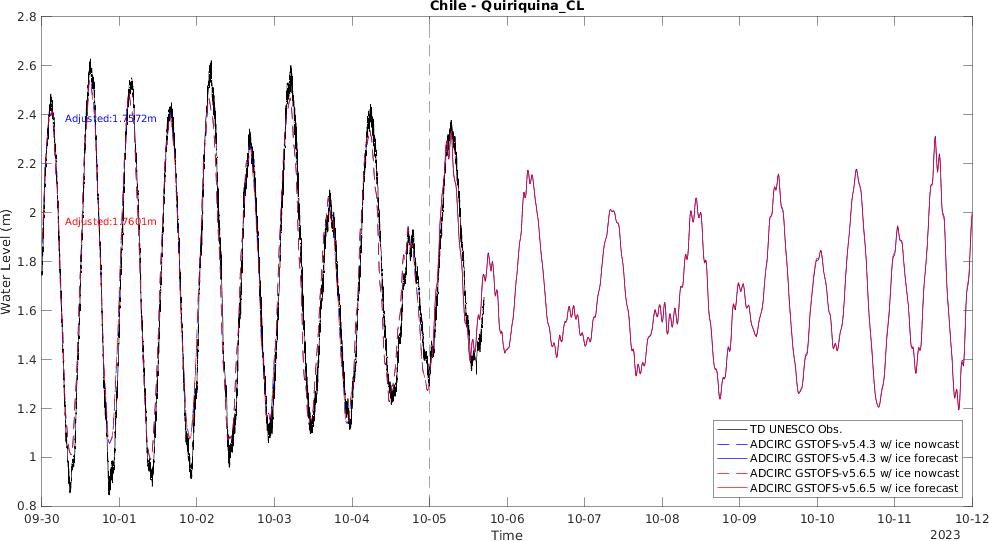 Chile - Quiriquina_CL
2.8
2.6
2.4
2.2
2
1.8
1.6
1.4
1.2
1
0.8
Water Level (m)
Adjusted:1.7572m
Adjusted:1.7601m
TD UNESCO Obs.
ADCIRC GSTOFS-v5.4.3 w/ ice nowcast
ADCIRC GSTOFS-v5.4.3 w/ ice forecast
ADCIRC GSTOFS-v5.6.5 w/ ice nowcast
ADCIRC GSTOFS-v5.6.5 w/ ice forecast
09-30 10-01 10-02 10-03 10-04 10-05 10-06 10-07 10-08 10-09 10-10 10-11 10-12
Time
2023